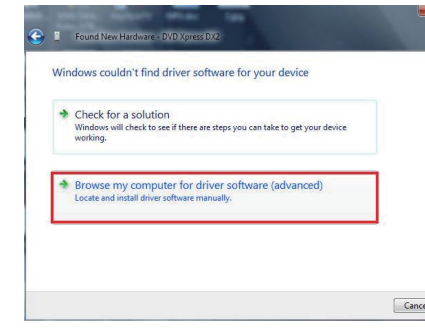 Found New Hardware - DVD Xpress DX2
Windows couldn't find driver software for your device
Check for a solution
Windows will check to see if there are steps you can take to get your device
working.
Browse my computer for driver software (advanced)
Locate and install driver software manually.
Cance